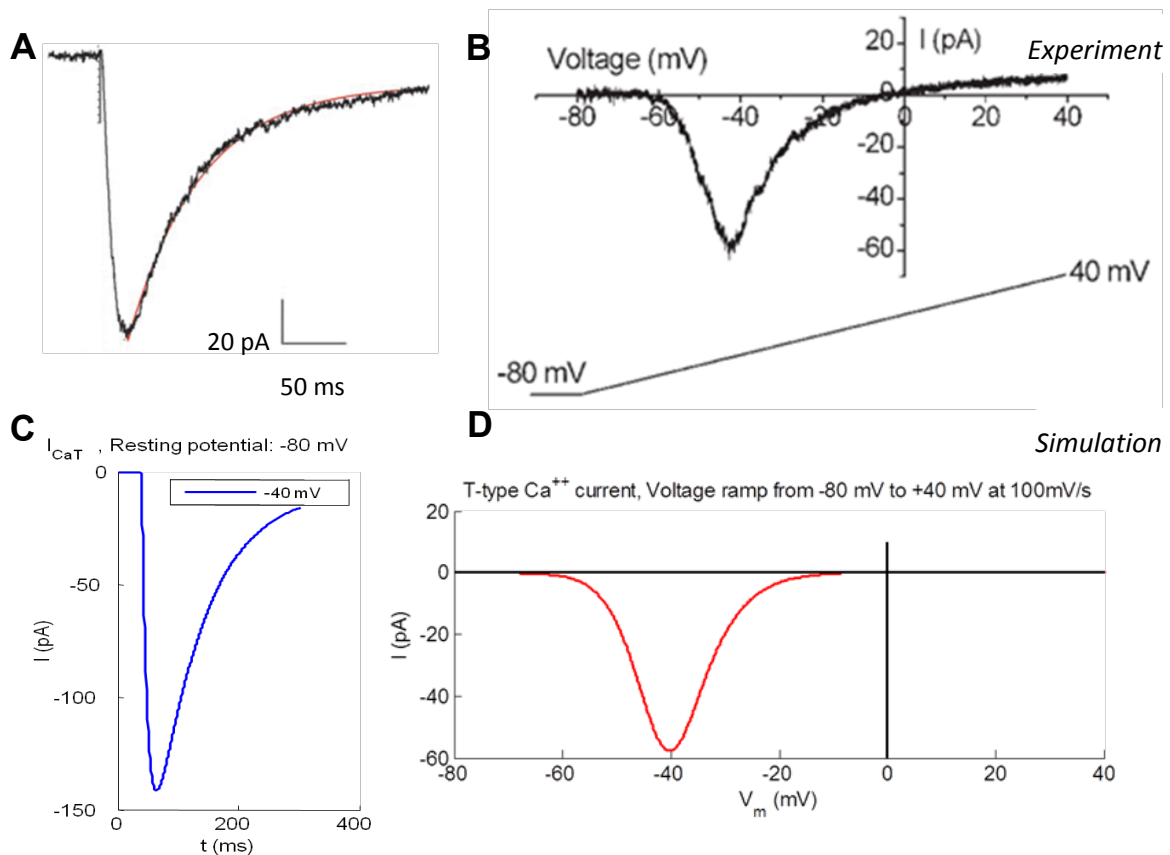 A
20 pA
50 ms
B
Experiment
Voltage (mV)
I (pA)
20
-80 -60 -40 -20 0 20 40
-20
-40
-60
40 mV
-80 mV
C
I_CaT , Resting potential: -80 mV
-40 mV
0
-50
-100
-150
I (pA)
0 200 400
t (ms)
D
Simulation
T-type Ca⁺⁺ current, Voltage ramp from -80 mV to +40 mV at 100mV/s
20
0
-20
-40
-60
I (pA)
-80 -60 -40 -20 0 20 40
V_m (mV)